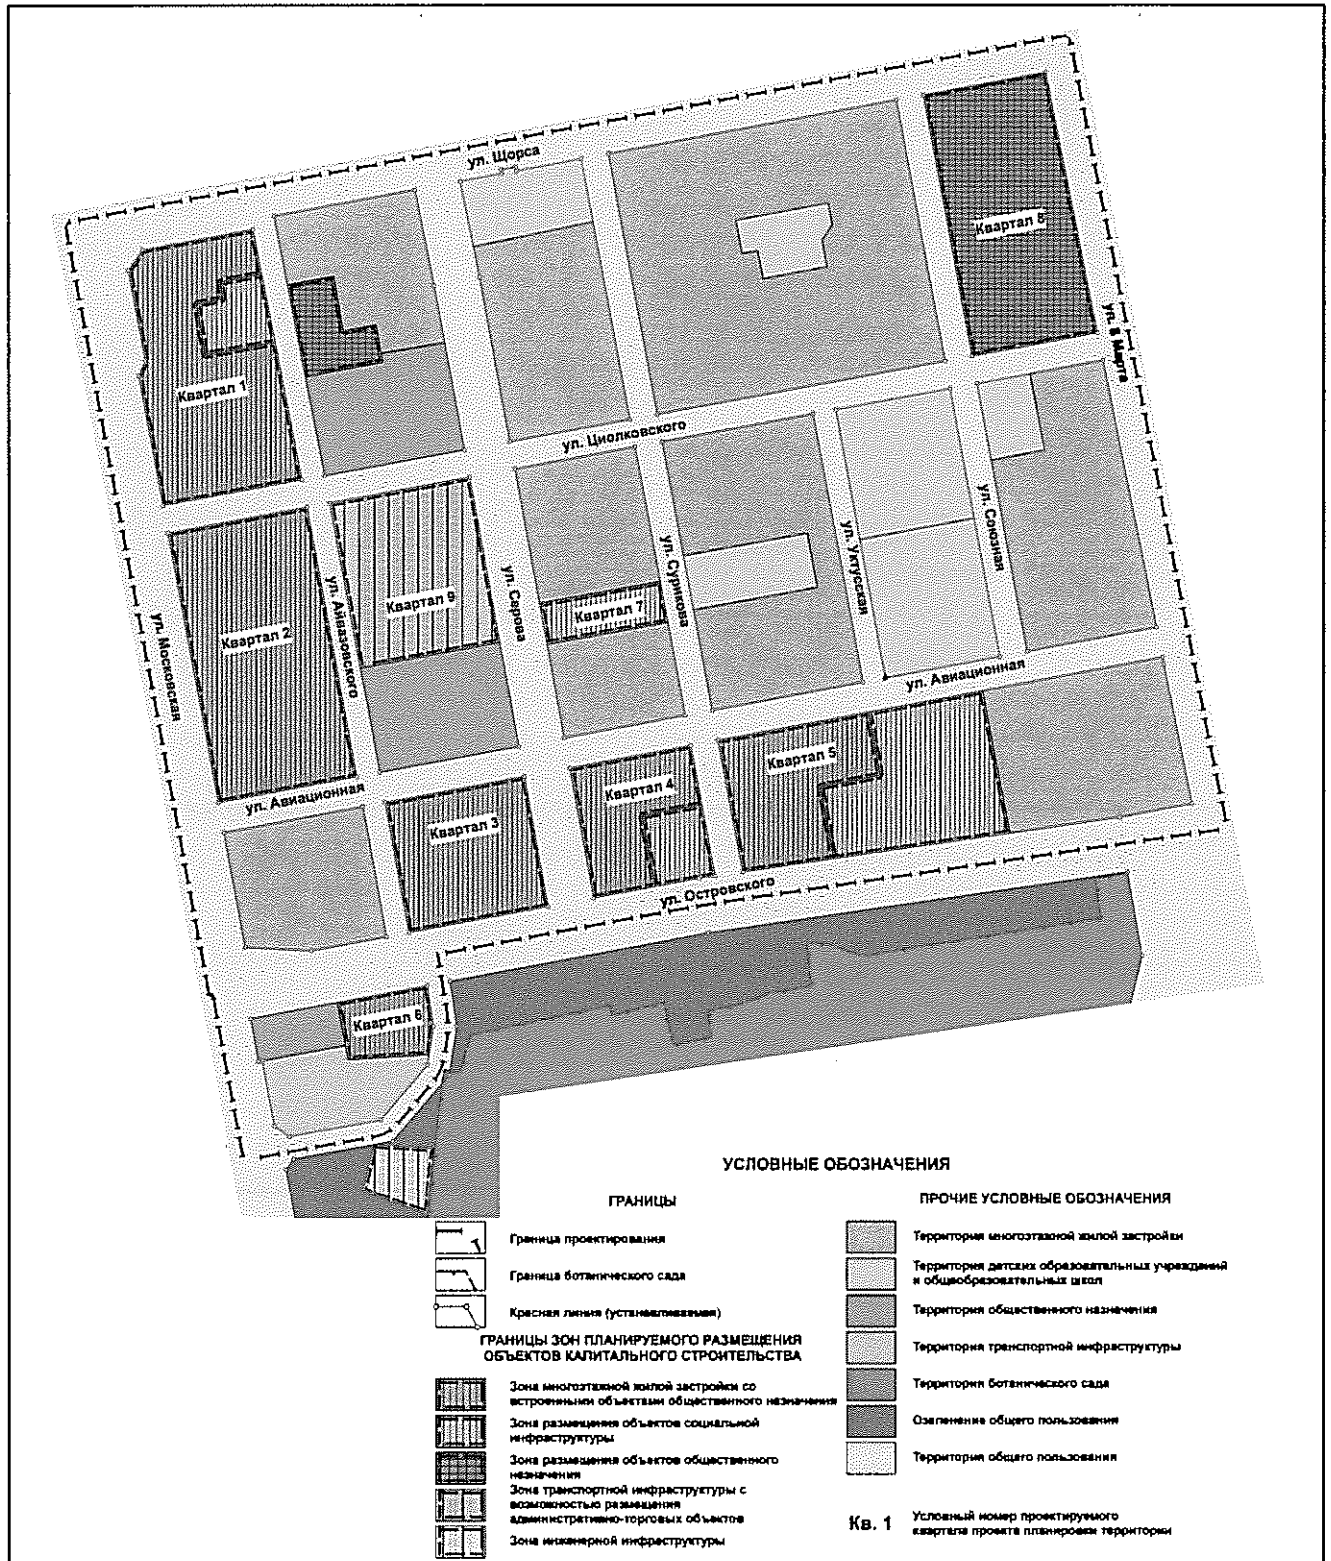 ул. Щорса
Квартал 8
ул. 8 Марта
Квартал 1
ул. Циолковского
ул. Союзная
ул. Уктусская
ул. Сурикова
ул. Серова
ул. Айвазовского
ул. Московская
Квартал 9
Квартал 7
Квартал 2
ул. Авиационная
Квартал 5
Квартал 4
ул. Авиационная
Квартал 3
ул. Островского
Квартал 6
УСЛОВНЫЕ ОБОЗНАЧЕНИЯ
ГРАНИЦЫ
Граница проектирования
Граница ботанического сада
Красная линия (устанавливаемая)
ГРАНИЦЫ ЗОН ПЛАНИРУЕМОГО РАЗМЕЩЕНИЯ
ОБЪЕКТОВ КАПИТАЛЬНОГО СТРОИТЕЛЬСТВА
Зона многоэтажной жилой застройки со
встроенными объектами общественного назначения
Зона размещения объектов социальной
инфраструктуры
Зона размещения объектов общественного
назначения
Зона транспортной инфраструктуры с
возможностью размещения
административно-торговых объектов
Зона инженерной инфраструктуры
ПРОЧИЕ УСЛОВНЫЕ ОБОЗНАЧЕНИЯ
Территория многоэтажной жилой застройки
Территория детских образовательных учреждений
и общеобразовательных школ
Территория общественного назначения
Территория транспортной инфраструктуры
Территория ботанического сада
Озеленение общего пользования
Территория общего пользования
Кв. 1
Условный номер проектируемого
квартала проекта планировки территории